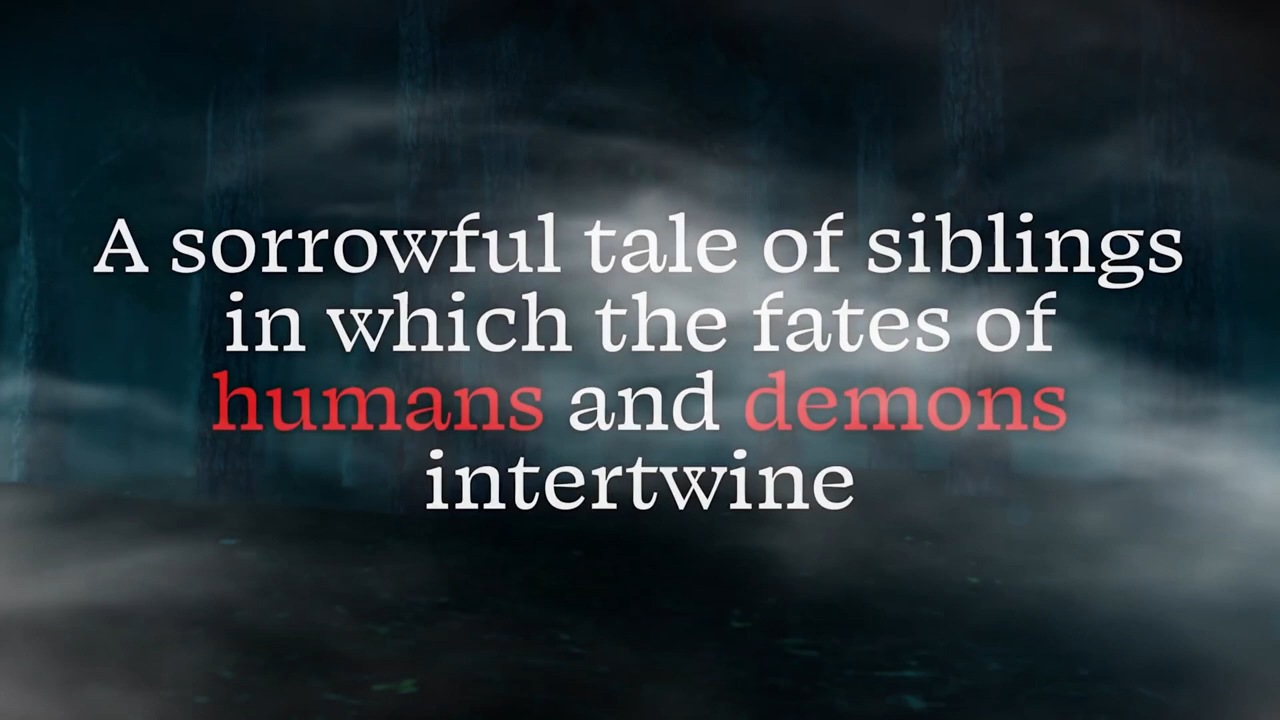 A sorrowful tale of siblings
in which the fates of
humans and demons
intertwine